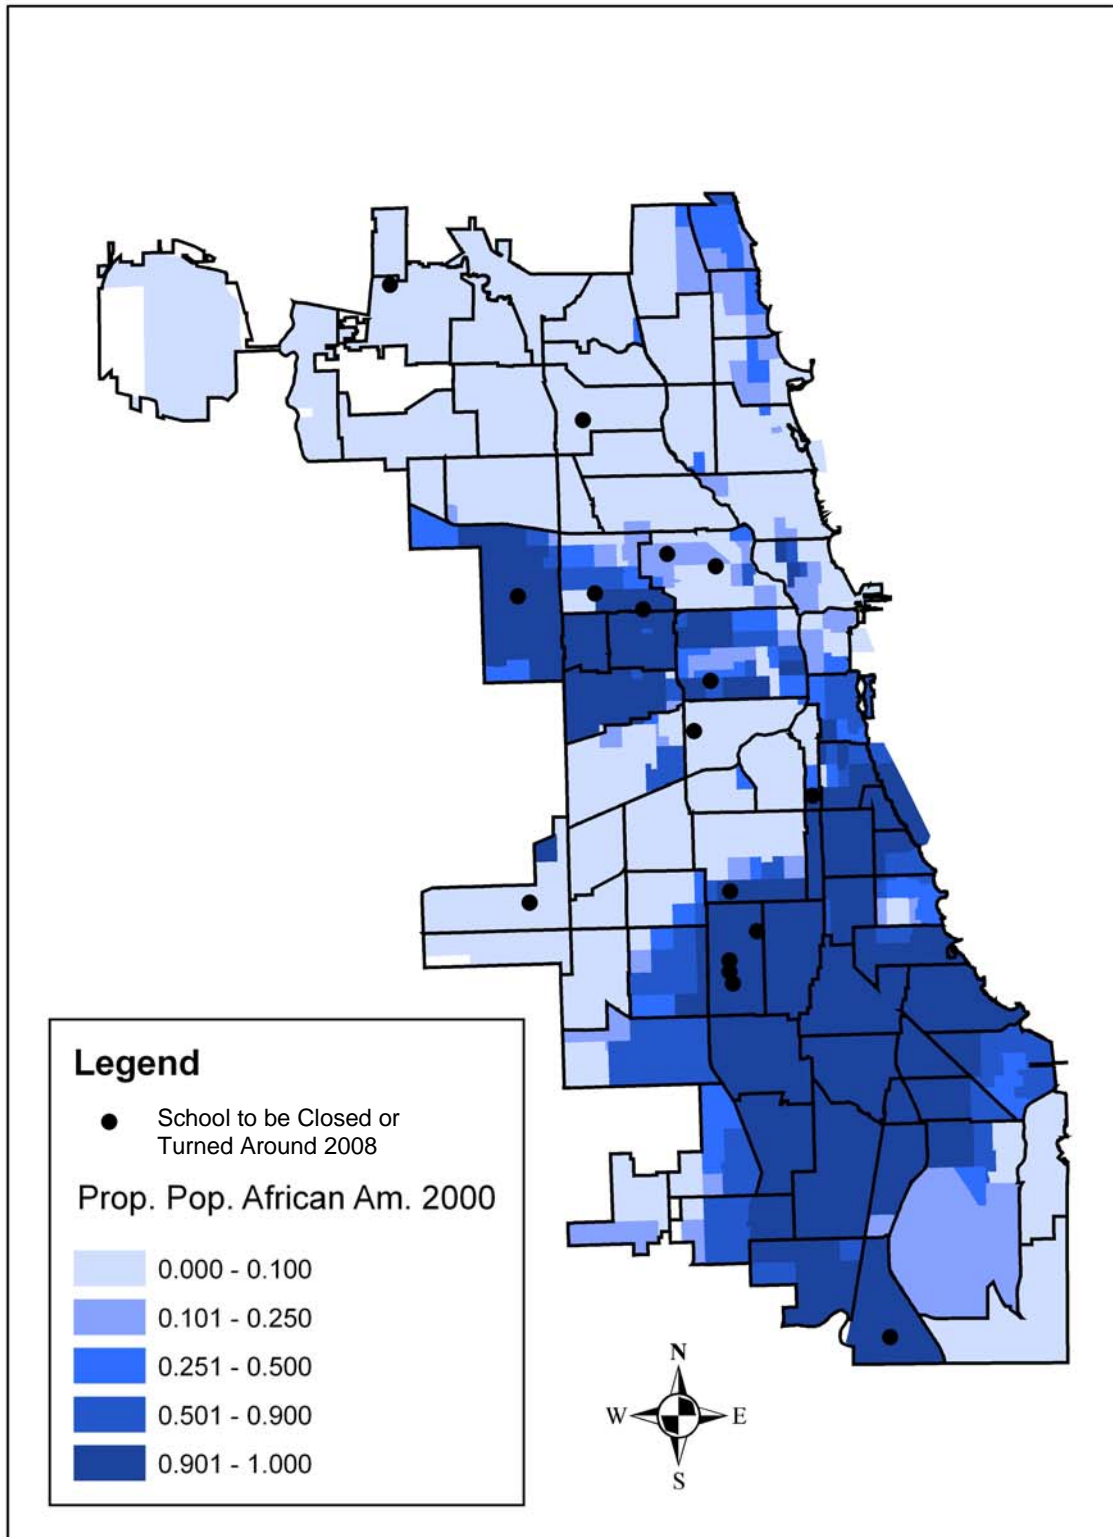 Legend
School to be Closed or
Turned Around 2008
Prop. Pop. African Am. 2000
0.000 - 0.100
0.101 - 0.250
0.251 - 0.500
0.501 - 0.900
0.901 - 1.000
N
W
E
S